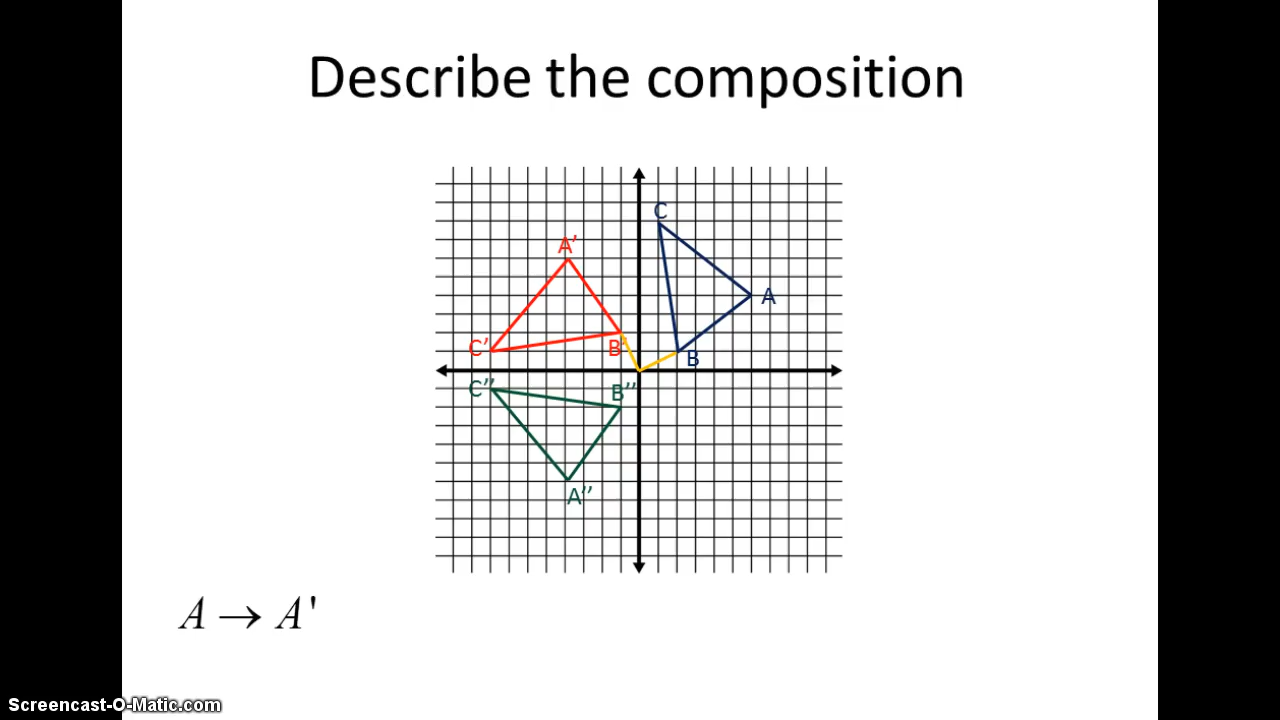 Describe the composition
C
A'
A
C'
B'
B
C''
B''
A''
A → A'
Screencast-O-Matic.com